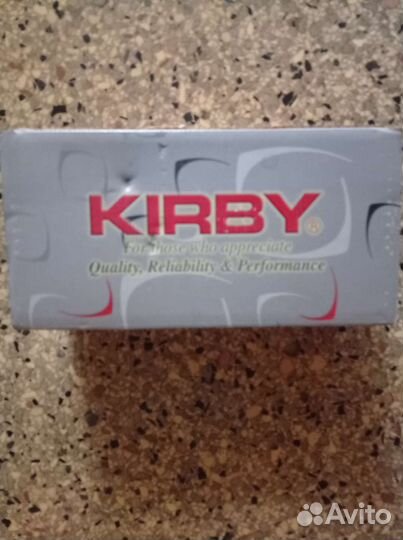 KIRBY®
For those who appreciate
Quality, Reliability & Performance
Avito